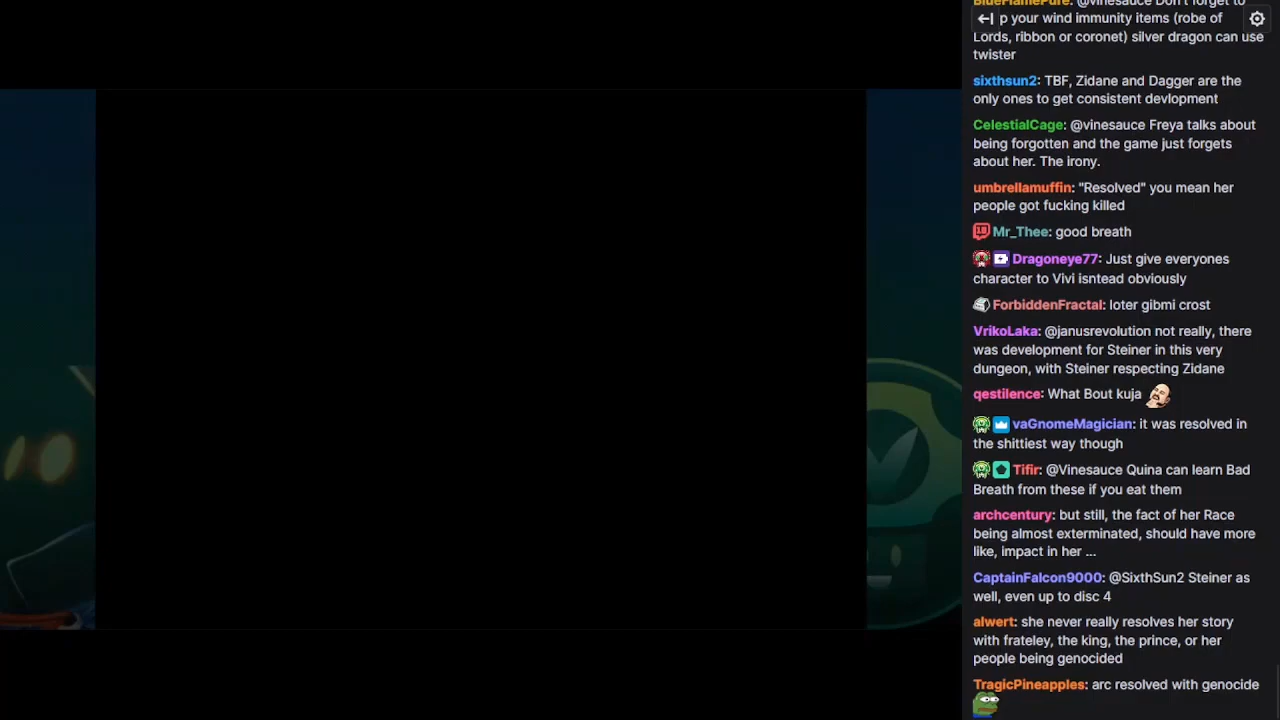 BlueFlamePure: @vinesauce Don't forget to
p your wind immunity items (robe of
Lords, ribbon or coronet) silver dragon can use
twister
sixthsun2: TBF, Zidane and Dagger are the
only ones to get consistent devlopment
CelestialCage: @vinesauce Freya talks about
being forgotten and the game just forgets
about her. The irony.
umbrellamuffin: "Resolved" you mean her
people got fucking killed
Mr_Thee: good breath
Dragoneye77: Just give everyones
character to Vivi isntead obviously
ForbiddenFractal: loter gibmi crost
VrikoLaka: @janusrevolution not really, there
was development for Steiner in this very
dungeon, with Steiner respecting Zidane
qestilence: What Bout kuja
vaGnomeMagician: it was resolved in
the shittiest way though
Tifir: @Vinesauce Quina can learn Bad
Breath from these if you eat them
archcentury: but still, the fact of her Race
being almost exterminated, should have more
like, impact in her ...
CaptainFalcon9000: @SixthSun2 Steiner as
well, even up to disc 4
alwert: she never really resolves her story
with frateley, the king, the prince, or her
people being genocided
TragicPineapples: arc resolved with genocide